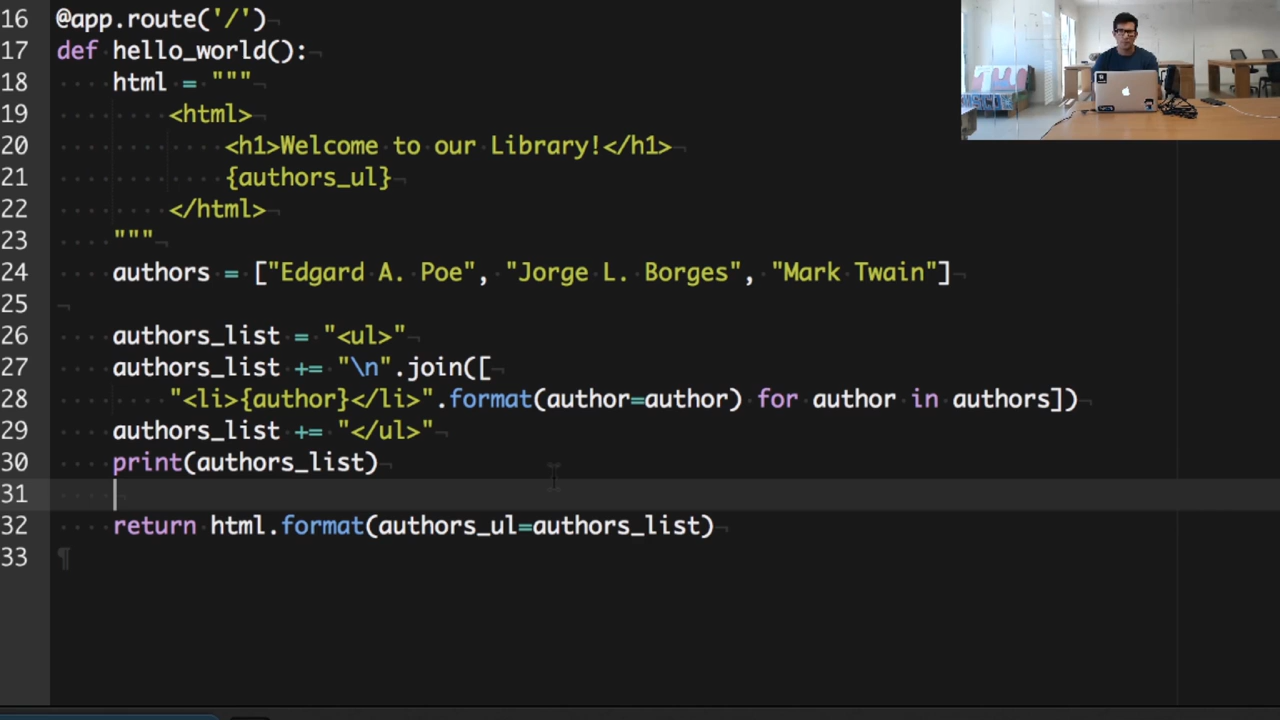 16 @app.route('/')
17 def hello_world():
18     html = """
19         <html>
20             <h1>Welcome to our Library!</h1>
21             {authors_ul}
22         </html>
23     """
24     authors = ["Edgard A. Poe", "Jorge L. Borges", "Mark Twain"]
25
26     authors_list = "<ul>"
27     authors_list += "\n".join([
28         "<li>{author}</li>".format(author=author) for author in authors])
29     authors_list += "</ul>"
30     print(authors_list)
31
32     return html.format(authors_ul=authors_list)
33 ¶